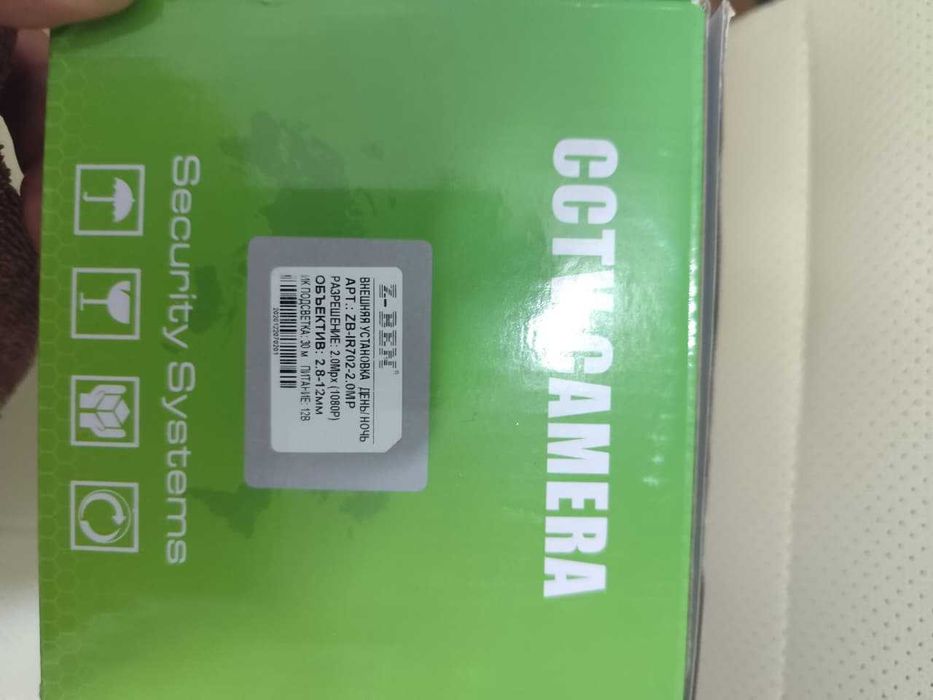 CCTV CAMERA
Z-BEN®
ВНЕШНЯЯ УСТАНОВКА ДЕНЬ/НОЧЬ
АРТ.: ZB-IR702-2.0MP
РАЗРЕШЕНИЕ: 2.0Mpx (1080P)
ОБЪЕКТИВ: 2.8-12мм
ИК ПОДСВЕТКА: 30 м ПИТАНИЕ: 12В
Security Systems